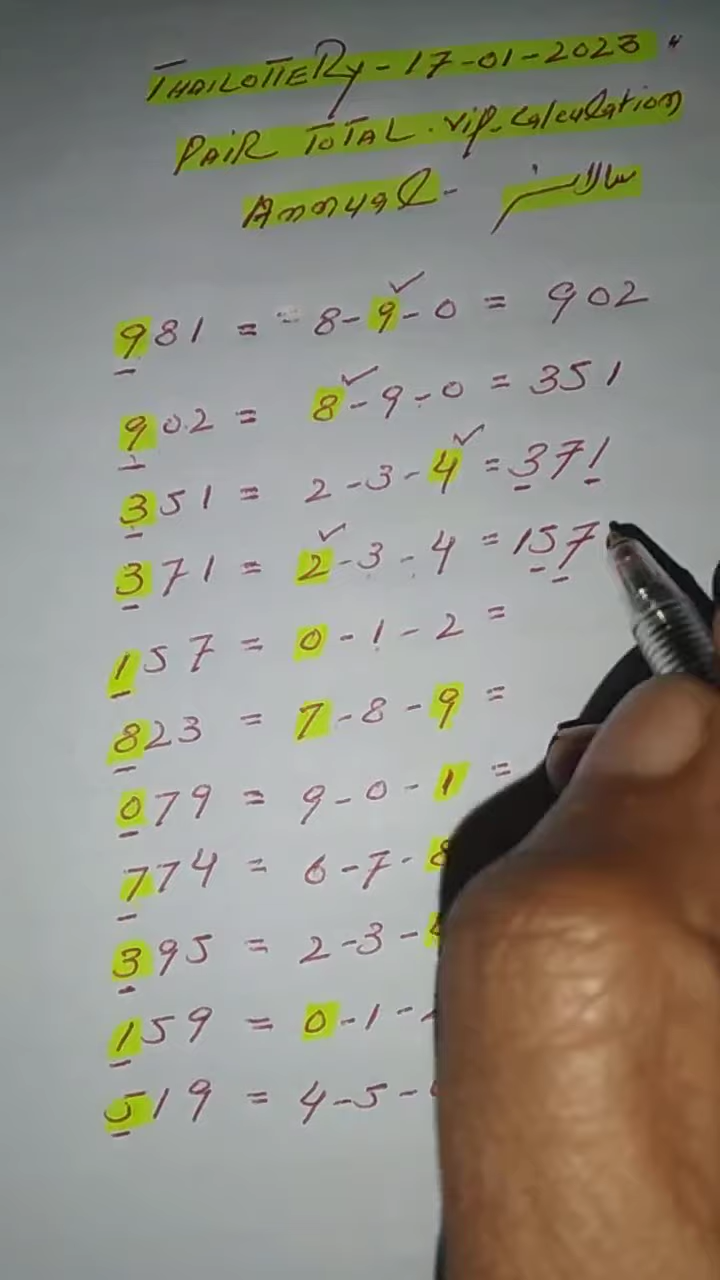 THAILOTTERY-17-01-2023 "
PAIR TOTAL. vip. Calculation
Annual - سالانہ
981 = 8-9-0 = 902
902 = 8-9-0 = 351
351 = 2-3-4 = 371
371 = 2-3-4 = 157
157 = 0-1-2 =
823 = 7-8-9 =
079 = 9-0-1 =
774 = 6-7-8
395 = 2-3-
159 = 0-1-
519 = 4-5-